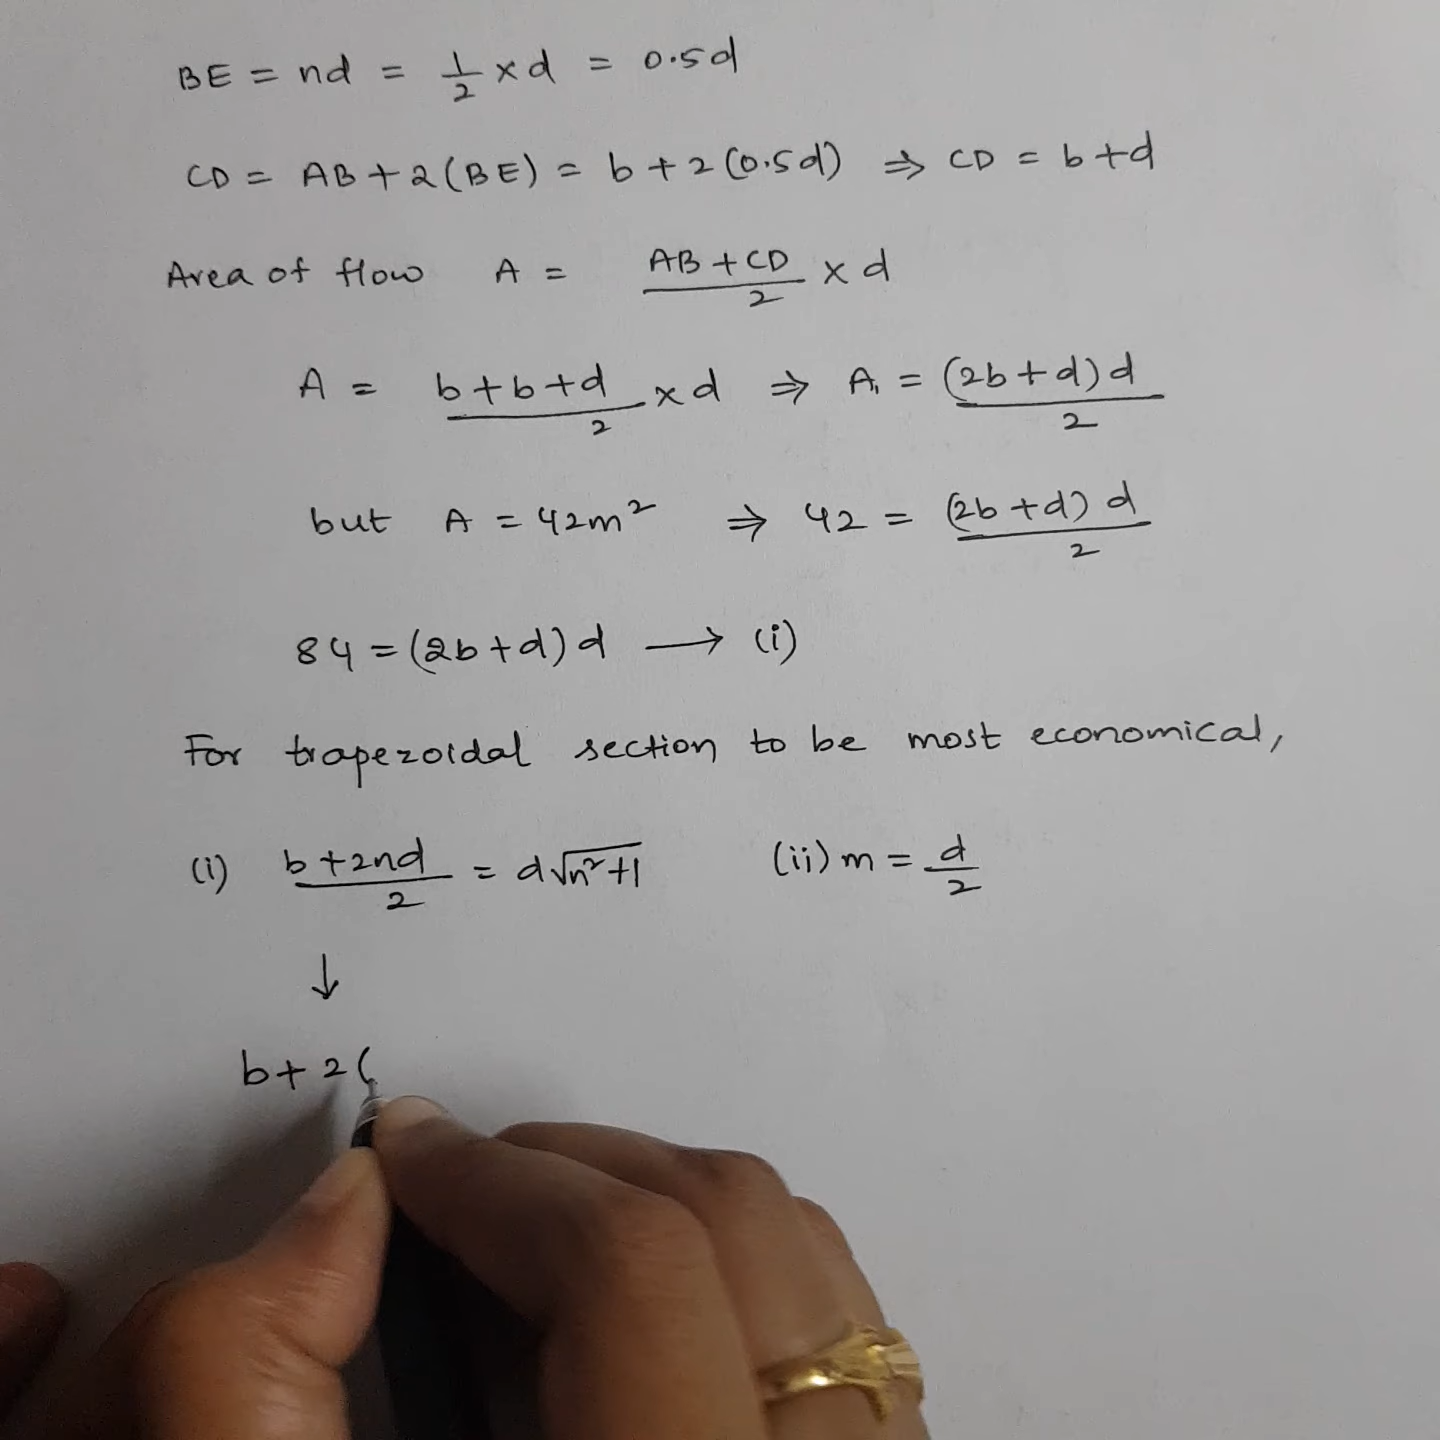 BE = nd = 1/2 × d = 0.5d
CD = AB + 2(BE) = b + 2(0.5d) ⇒ CD = b+d
Area of flow A = (AB + CD)/2 × d
A = (b+b+d)/2 × d ⇒ A = (2b+d)d/2
but A = 42m² ⇒ 42 = (2b+d)d/2
84 = (2b+d)d → (i)
For trapezoidal section to be most economical,
(i) (b+2nd)/2 = d√(n²+1) (ii) m = d/2
↓
b+2(